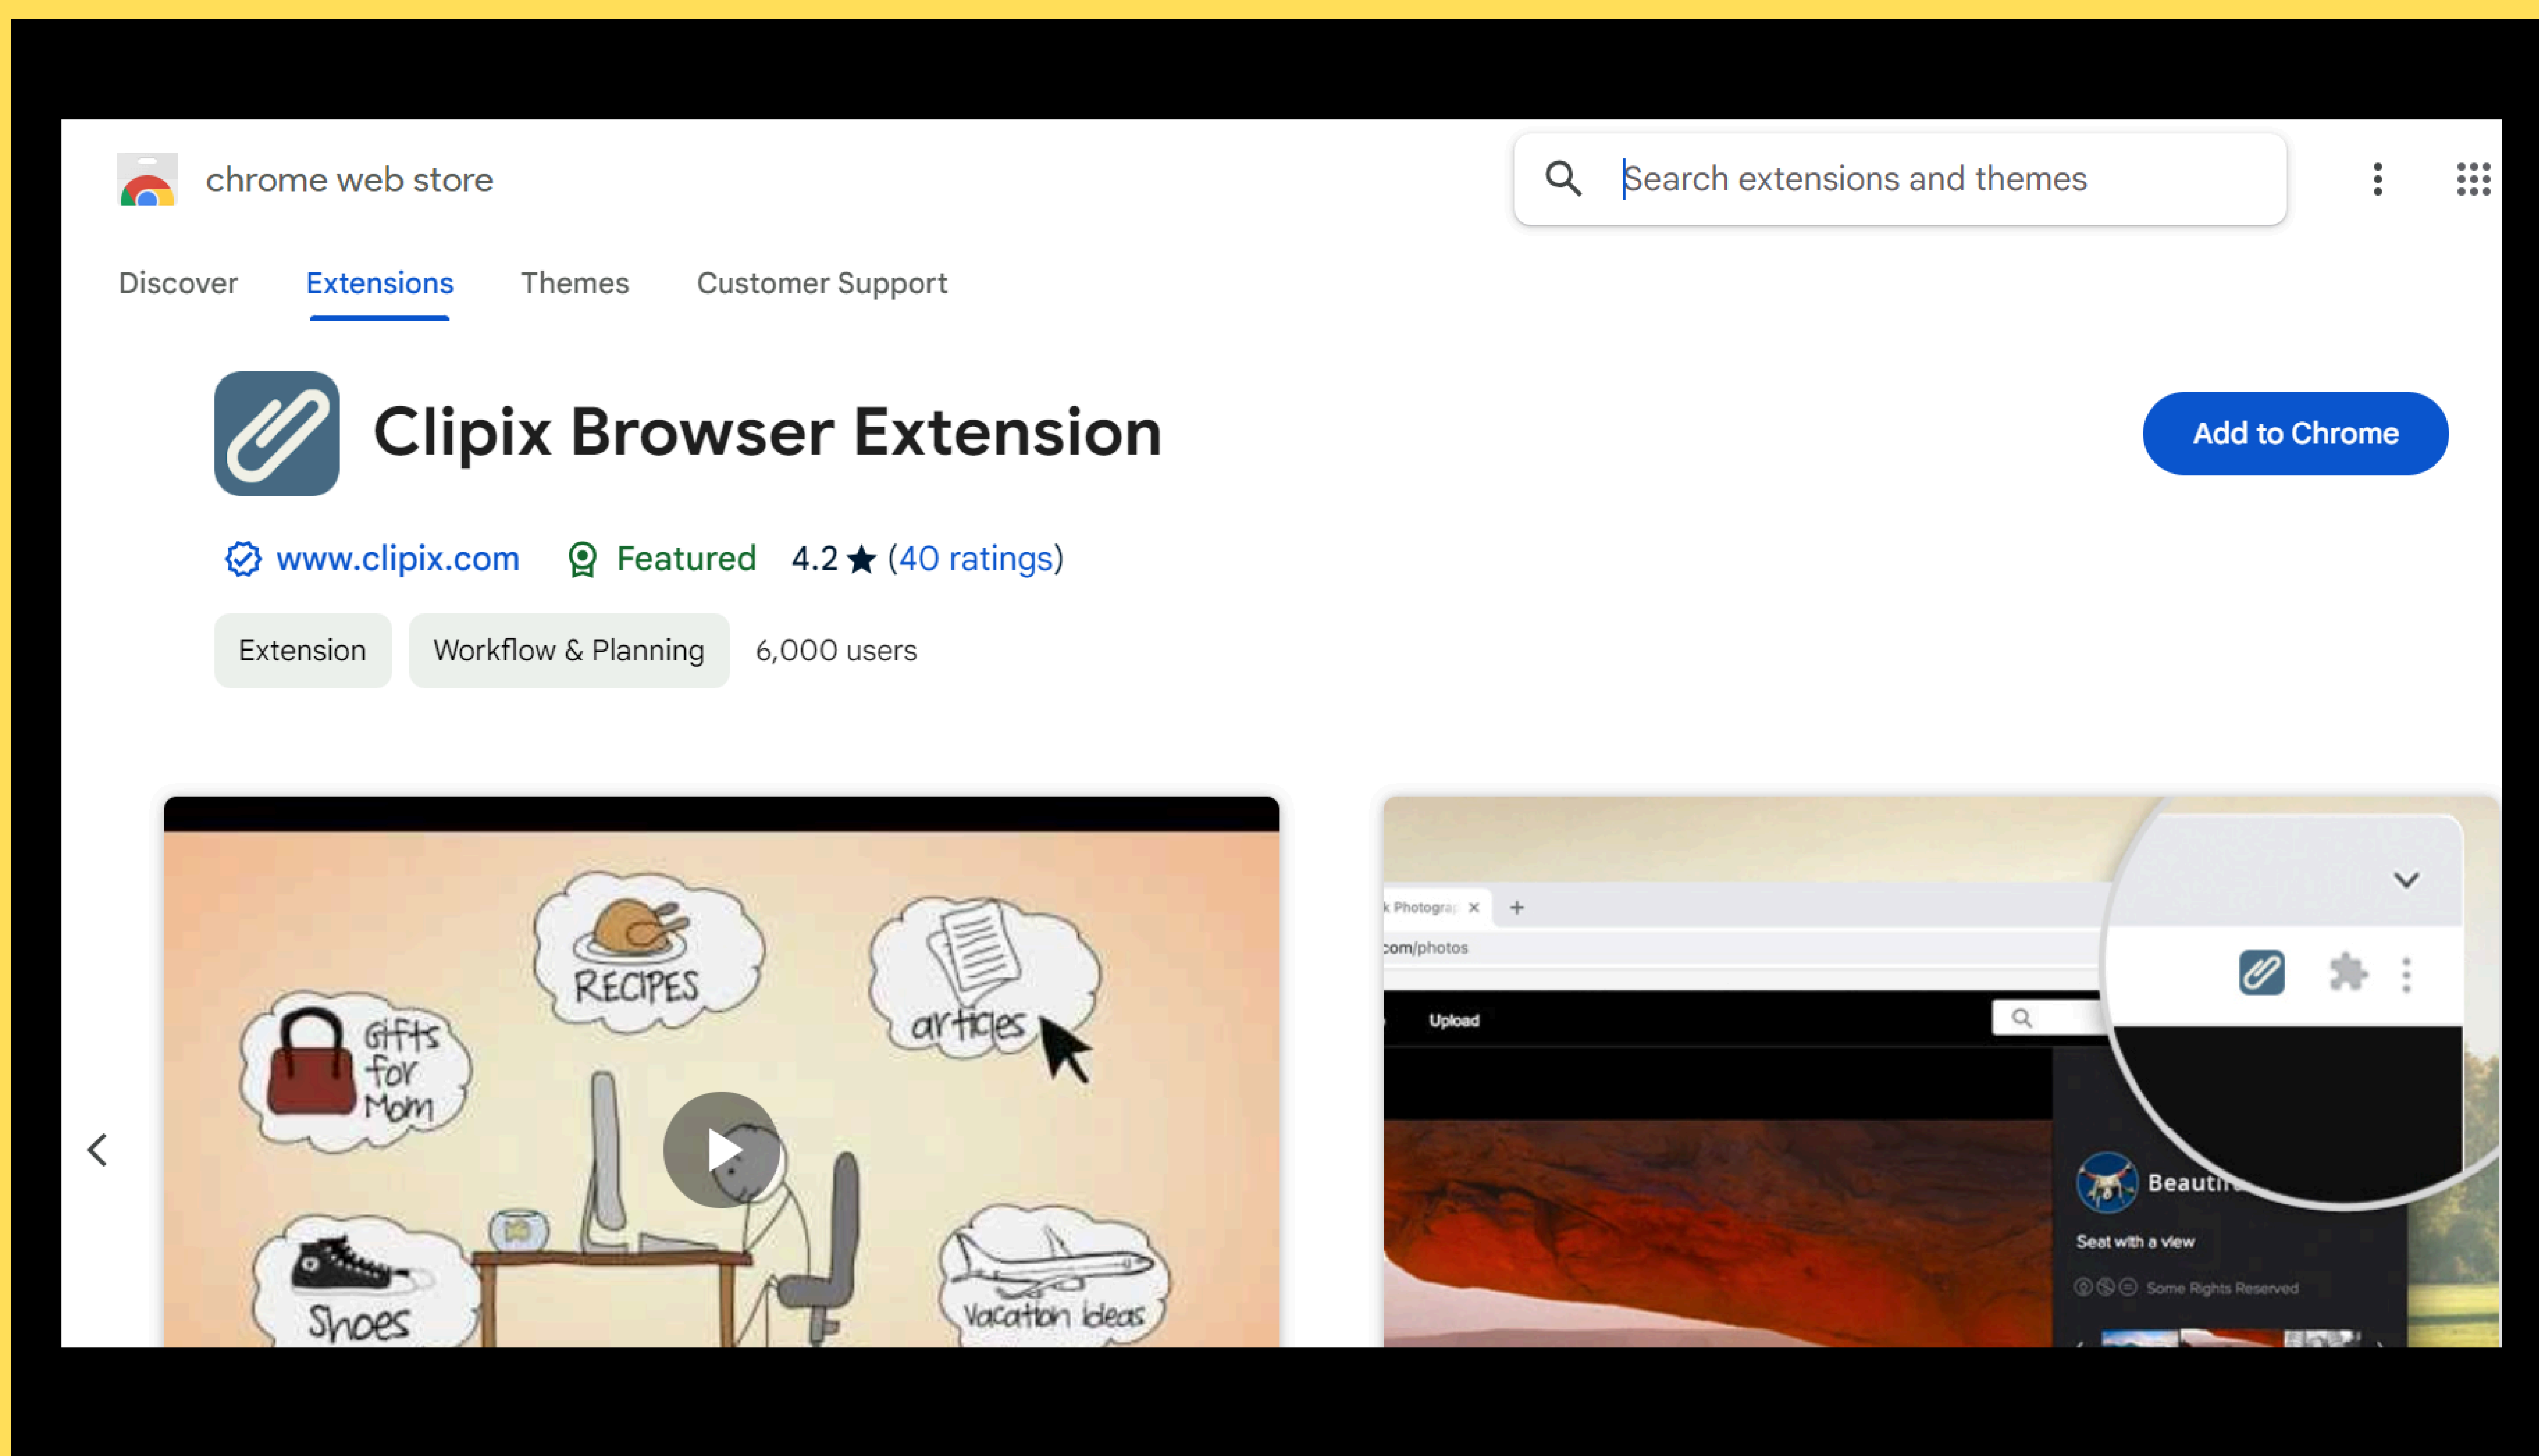 chrome web store
Search extensions and themes
Discover Extensions Themes Customer Support
Clipix Browser Extension
Add to Chrome
www.clipix.com Featured 4.2★ (40 ratings)
Extension Workflow & Planning 6,000 users
RECIPES
articles
Gifts
for
Mom
Shoes
Vacation ideas
k Photograp
com/photos
Upload
Seat with a view
Some Rights Reserved